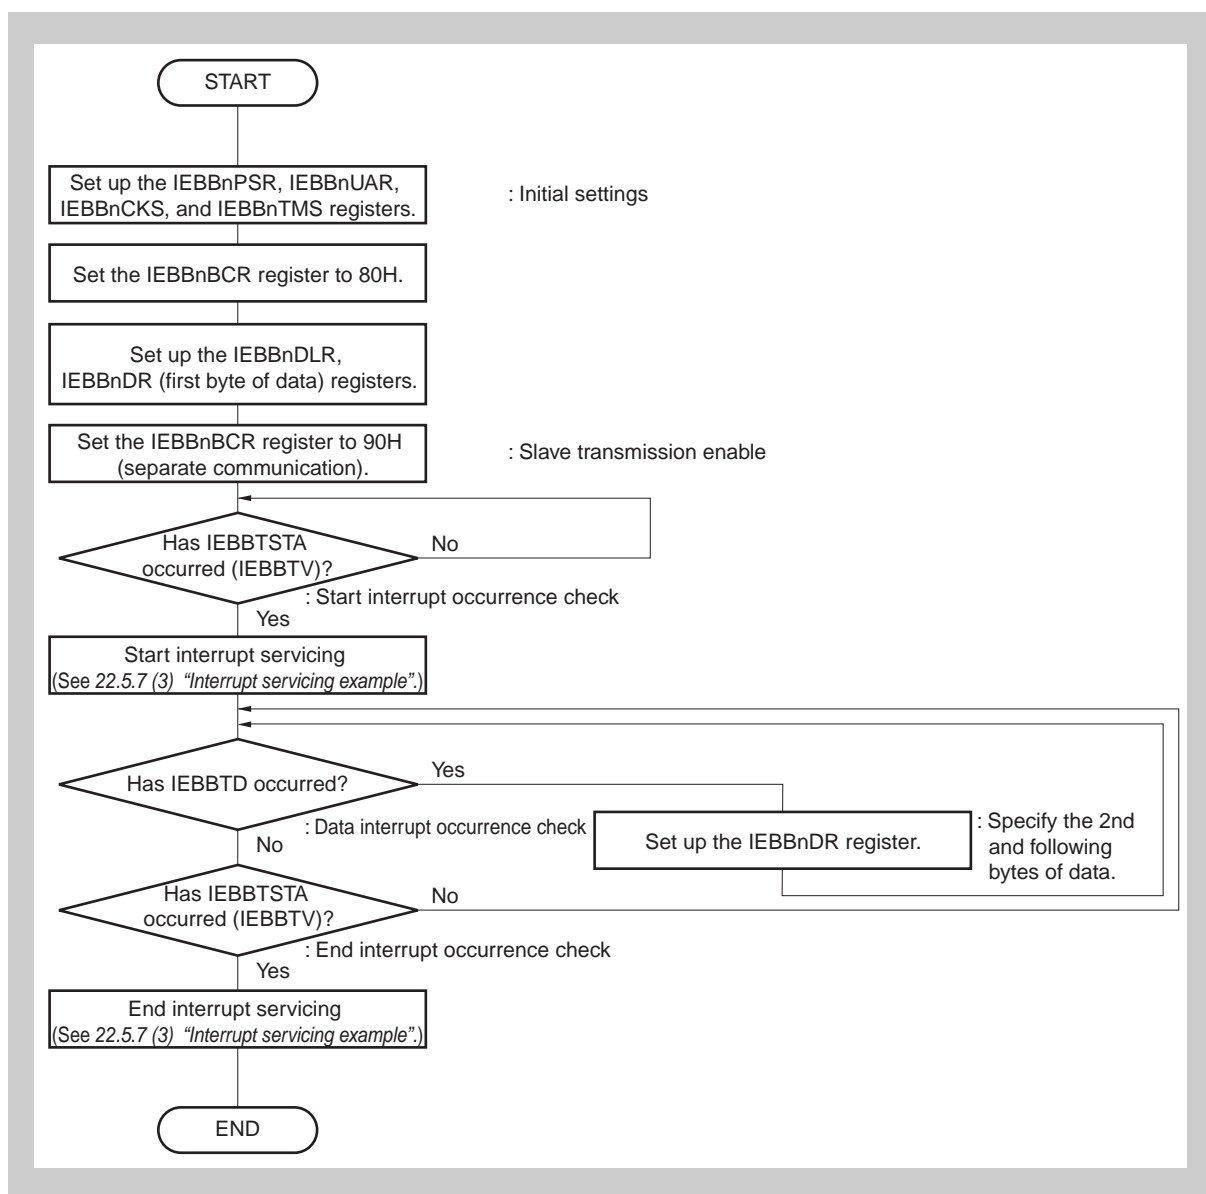 START
Set up the IEBBnPSR, IEBBnUAR,
IEBBnCKS, and IEBBnTMS registers.
: Initial settings
Set the IEBBnBCR register to 80H.
Set up the IEBBnDLR,
IEBBnDR (first byte of data) registers.
Set the IEBBnBCR register to 90H
(separate communication).
: Slave transmission enable
Has IEBBTSTA
occurred (IEBBTV)?
No
: Start interrupt occurrence check
Yes
Start interrupt servicing
(See 22.5.7 (3) “Interrupt servicing example”.)
Has IEBBTD occurred?
Yes
: Data interrupt occurrence check
No
Set up the IEBBnDR register.
: Specify the 2nd
and following
bytes of data.
Has IEBBTSTA
occurred (IEBBTV)?
No
: End interrupt occurrence check
Yes
End interrupt servicing
(See 22.5.7 (3) “Interrupt servicing example”.)
END